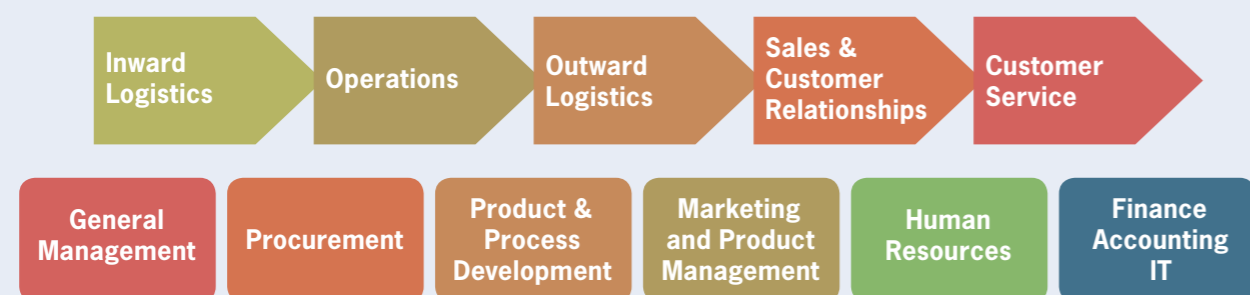 Inward
Logistics
Operations
Outward
Logistics
Sales &
Customer
Relationships
Customer
Service
General
Management
Procurement
Product &
Process
Development
Marketing
and Product
Management
Human
Resources
Finance
Accounting
IT